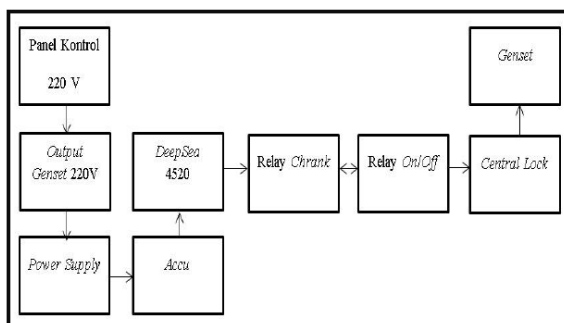 Panel Kontrol
220 V
Genset
Output
Genset 220V
DeepSea
4520
Relay Chrank
Relay On/Off
Central Lock
Power Supply
Accu